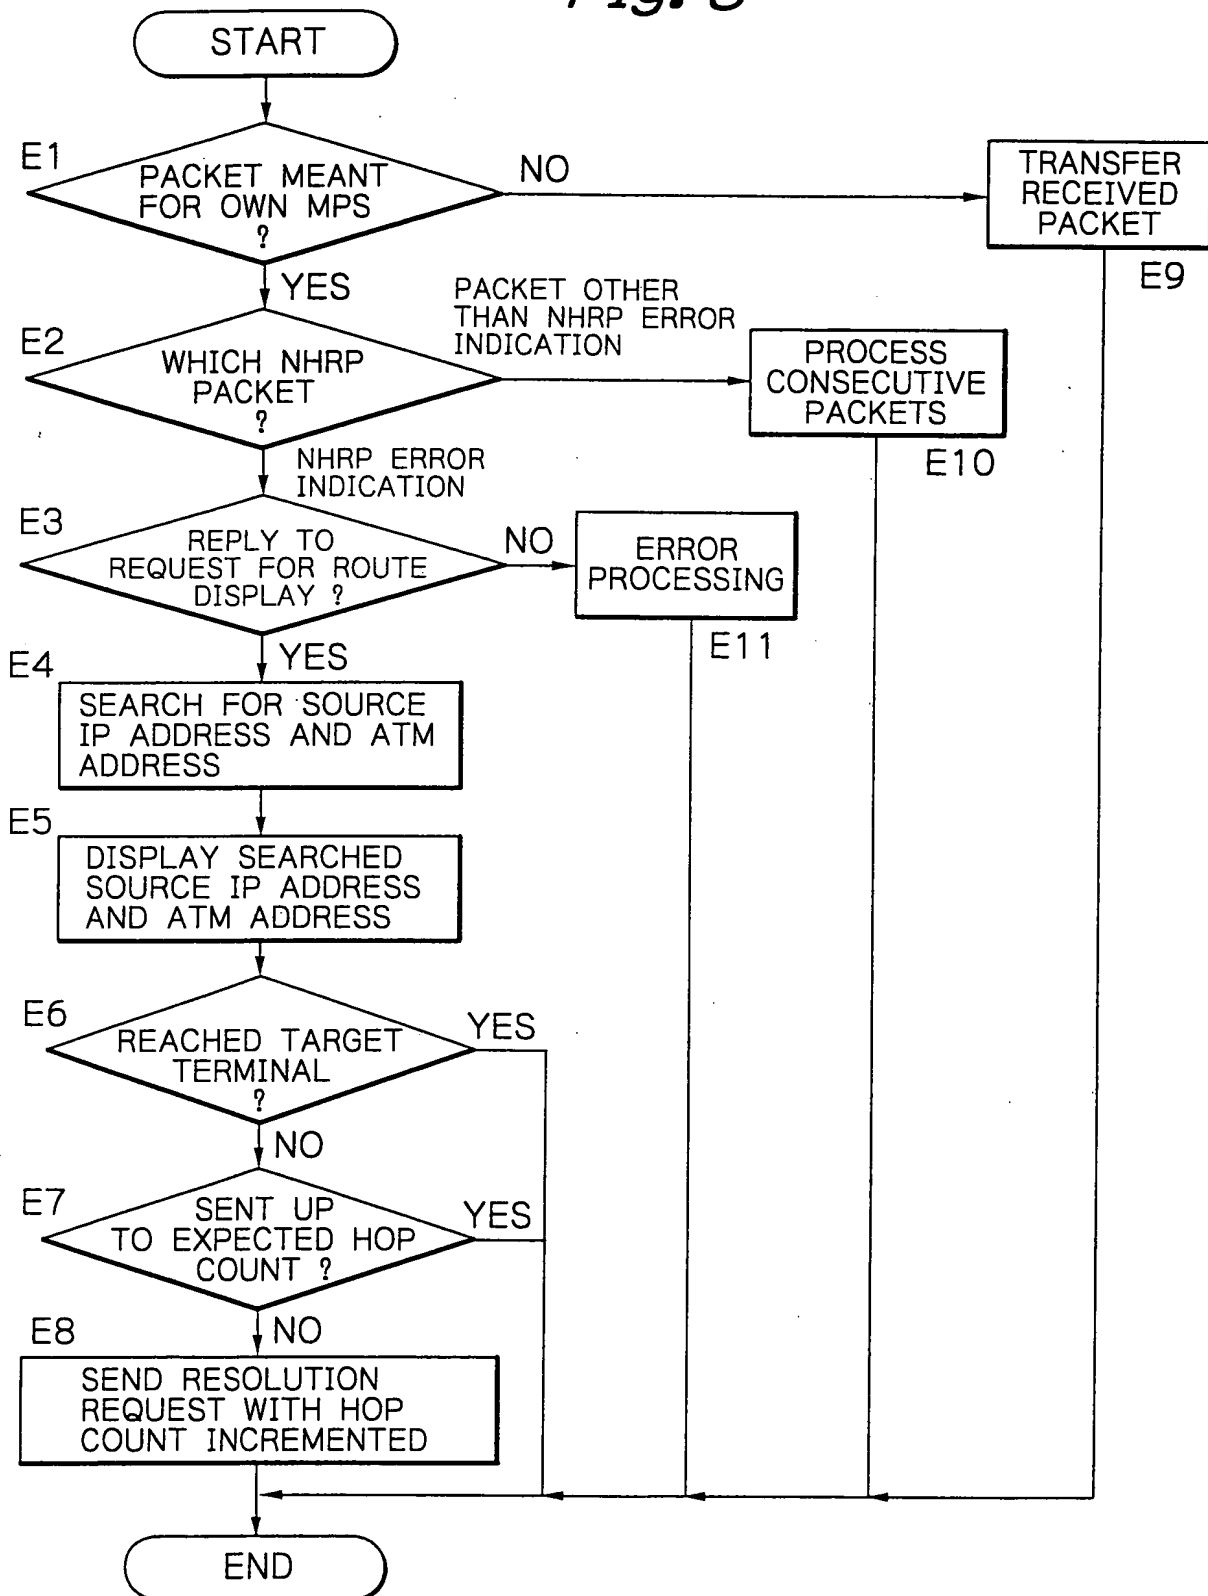 START
E1
PACKET MEANT
FOR OWN MPS
?
NO
TRANSFER
RECEIVED
PACKET
E9
YES
E2
WHICH NHRP
PACKET
?
PACKET OTHER
THAN NHRP ERROR
INDICATION
PROCESS
CONSECUTIVE
PACKETS
E10
NHRP ERROR
INDICATION
E3
REPLY TO
REQUEST FOR ROUTE
DISPLAY ?
NO
ERROR
PROCESSING
E11
YES
E4
SEARCH FOR SOURCE
IP ADDRESS AND ATM
ADDRESS
E5
DISPLAY SEARCHED
SOURCE IP ADDRESS
AND ATM ADDRESS
E6
REACHED TARGET
TERMINAL
?
YES
NO
E7
SENT UP
TO EXPECTED HOP
COUNT ?
YES
NO
E8
SEND RESOLUTION
REQUEST WITH HOP
COUNT INCREMENTED
END